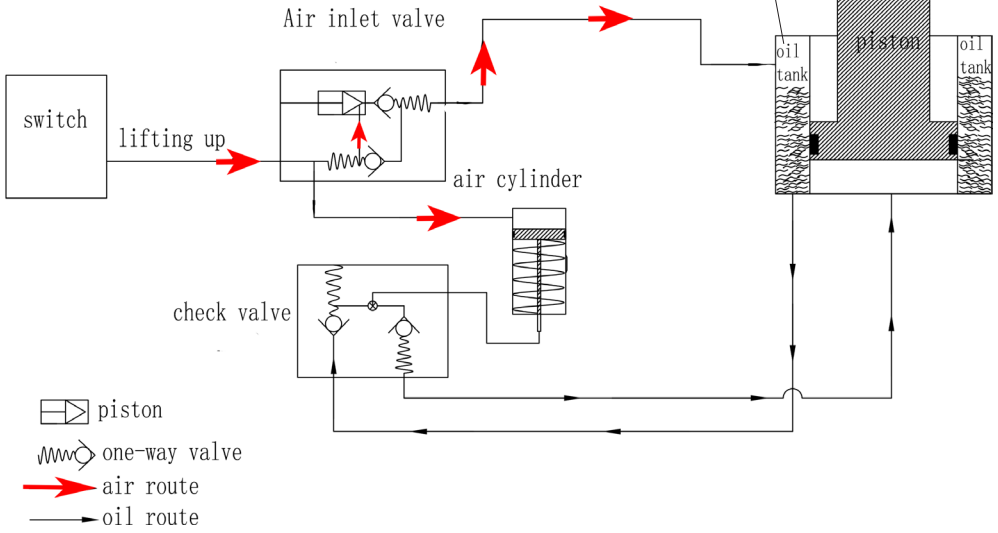 Air inlet valve
piston
oil
tank
oil
tank
switch
lifting up
air cylinder
check valve
piston
one-way valve
air route
oil route